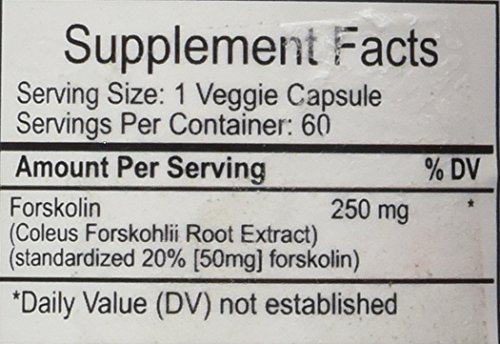 Supplement Facts
Serving Size: 1 Veggie Capsule
Servings Per Container: 60
Amount Per Serving % DV
Forskolin 250 mg *
(Coleus Forskohlii Root Extract)
(standardized 20% [50mg] forskolin)
*Daily Value (DV) not established